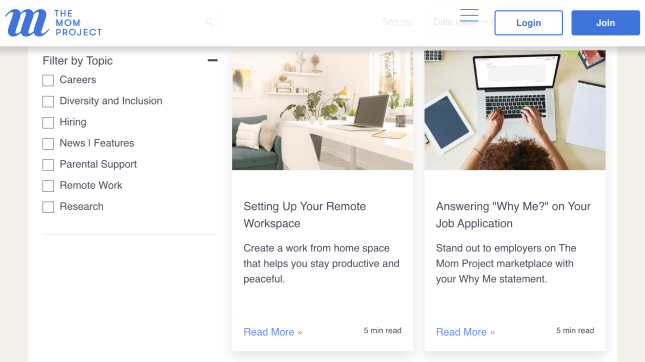 THE
MOM
PROJECT
Sort by:
Login
Join
Filter by Topic
Careers
Diversity and Inclusion
Hiring
News | Features
Parental Support
Remote Work
Research
Setting Up Your Remote
Workspace
Create a work from home space
that helps you stay productive and
peaceful.
Read More »
5 min read
Answering "Why Me?" on Your
Job Application
Stand out to employers on The
Mom Project marketplace with
your Why Me statement.
Read More »
5 min read